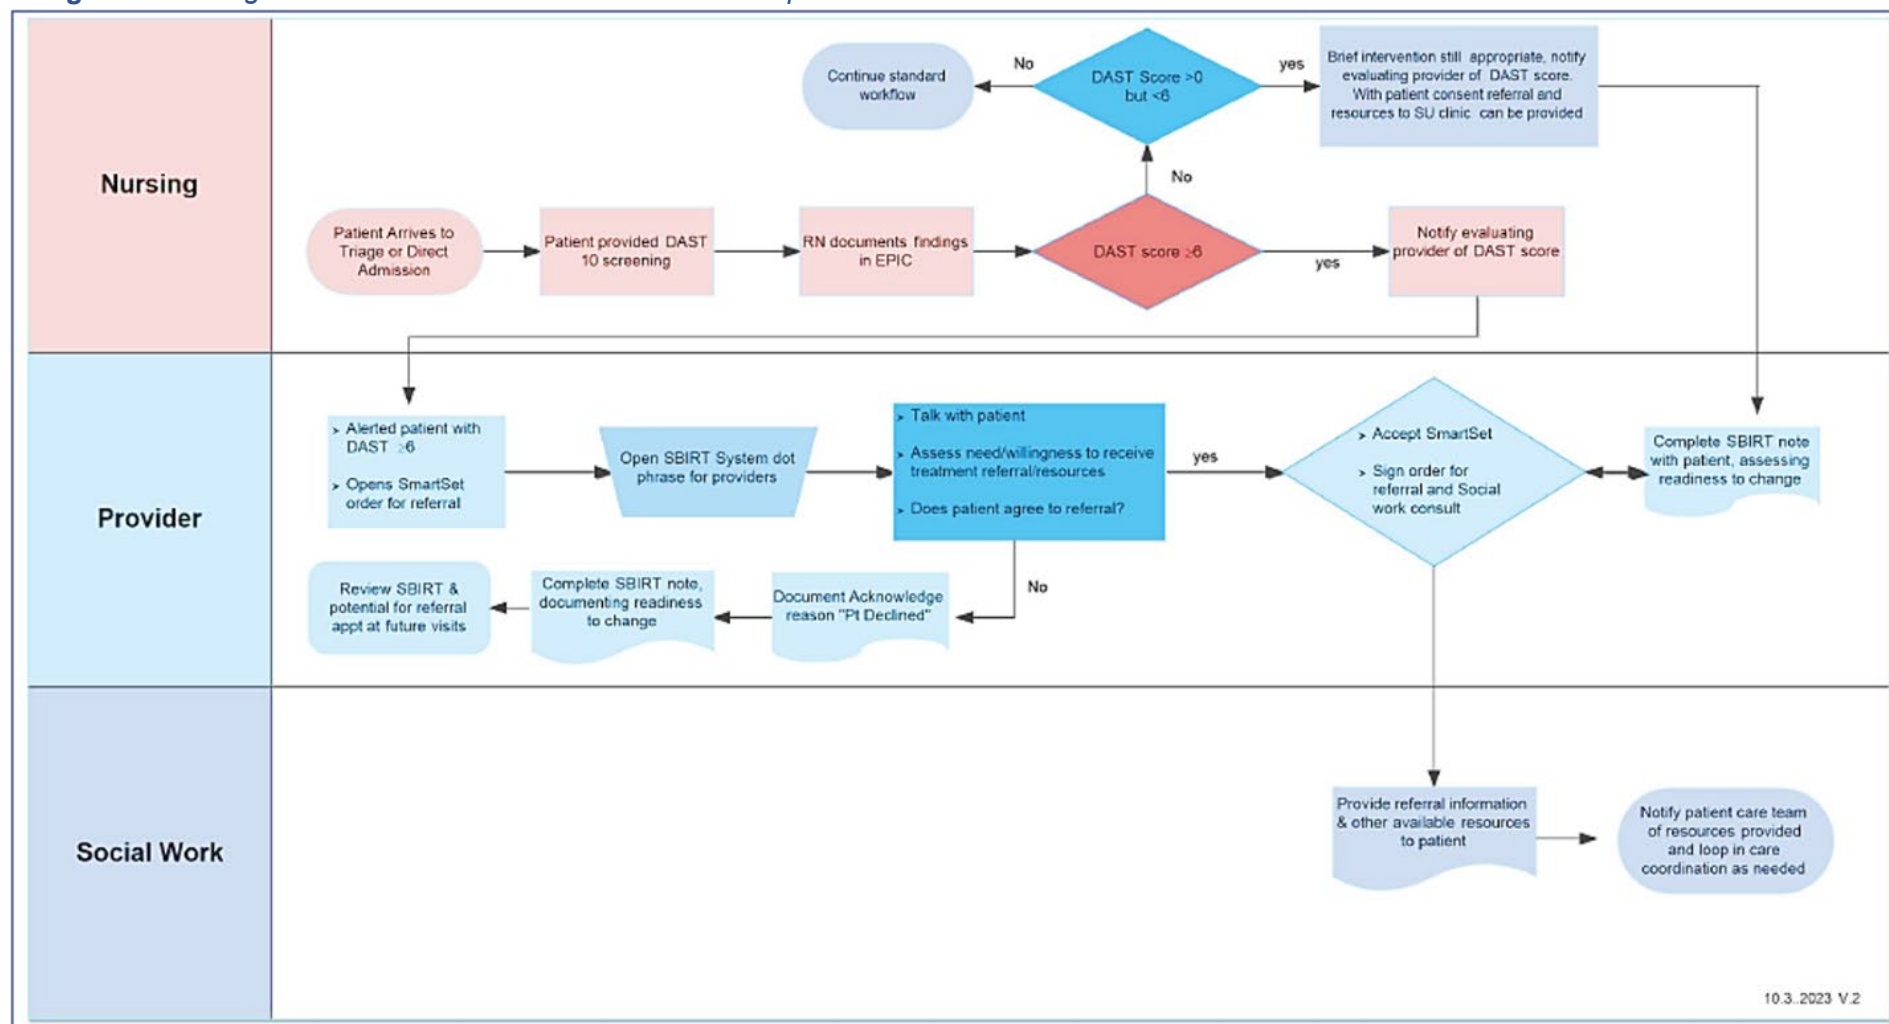 Nursing
Continue standard
workflow
No
DAST Score >0
but <6
yes
Brief intervention still appropriate, notify
evaluating provider of DAST score.
With patient consent referral and
resources to SU clinic can be provided
No
Patient Arrives to
Triage or Direct
Admission
Patient provided DAST
10 screening
RN documents findings
in EPIC
DAST score ≥6
yes
Notify evaluating
provider of DAST score
Provider
➤ Alerted patient with
DAST ≥6
➤ Opens SmartSet
order for referral
Open SBIRT System dot
phrase for providers
➤ Talk with patient
➤ Assess need/willingness to receive
treatment referral/resources
➤ Does patient agree to referral?
yes
➤ Accept SmartSet
➤ Sign order for
referral and Social
work consult
Complete SBIRT note
with patient, assessing
readiness to change
No
Document Acknowledge
reason "Pt Declined"
Complete SBIRT note,
documenting readiness
to change
Review SBIRT &
potential for referral
appt at future visits
Social Work
Provide referral information
& other available resources
to patient
Notify patient care team
of resources provided
and loop in care
coordination as needed
10.3..2023 V.2